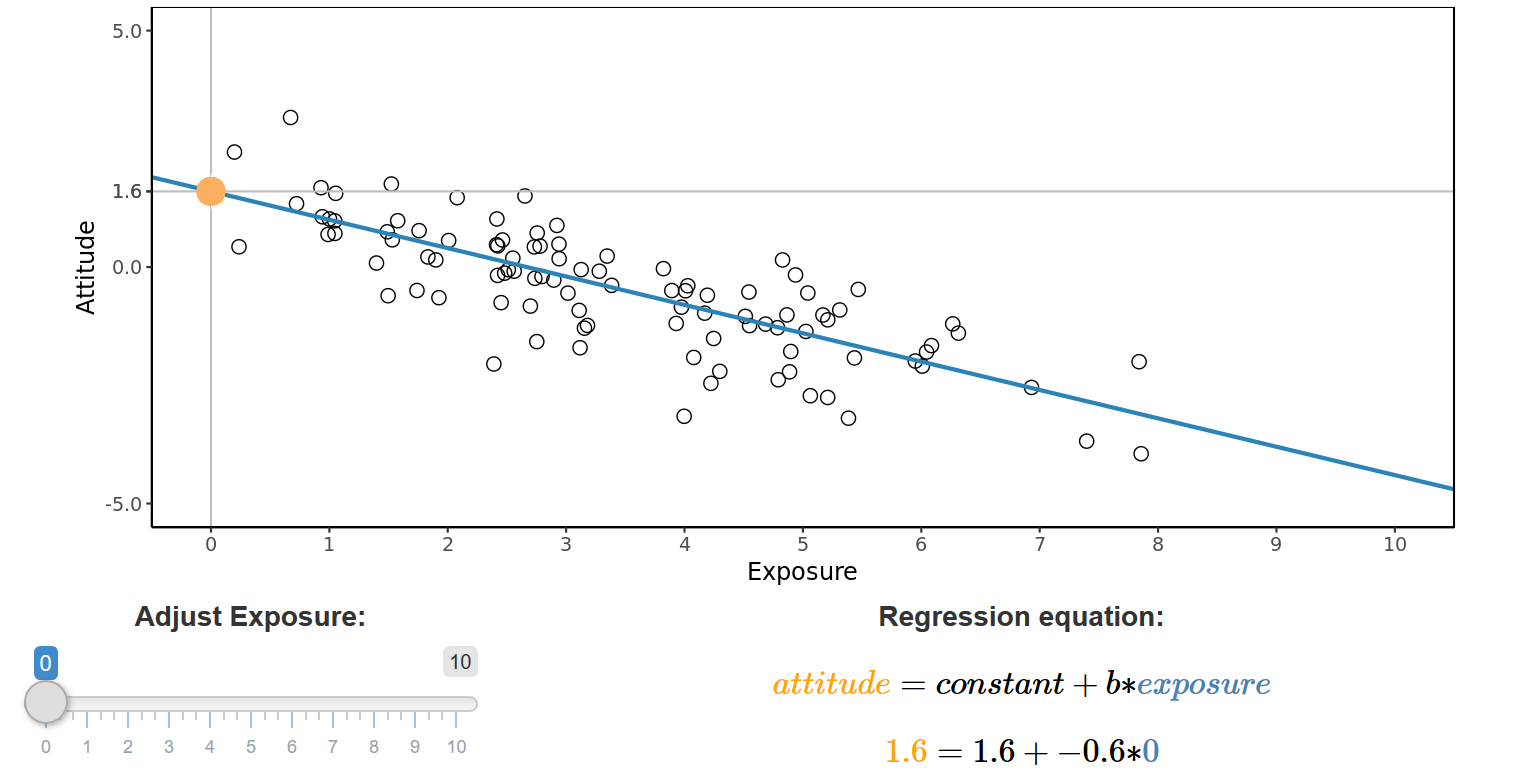 5.0
1.6
0.0
-5.0
Attitude
0 1 2 3 4 5 6 7 8 9 10
Exposure
Adjust Exposure:
0 10
0 1 2 3 4 5 6 7 8 9 10
Regression equation:
attitude = constant + b*exposure
1.6 = 1.6 + −0.6*0